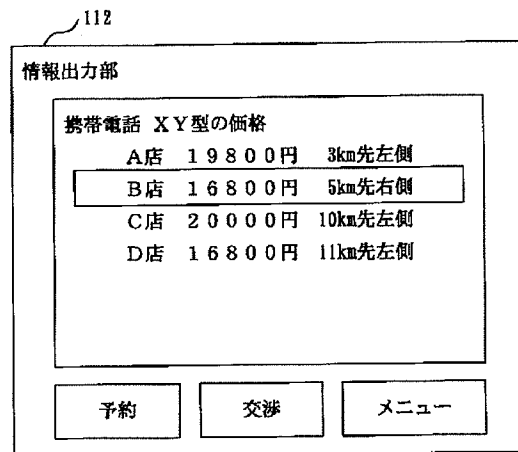 112
情報出力部
携帯電話 XY型の価格
A店 19800円 3km先左側
B店 16800円 5km先右側
C店 20000円 10km先左側
D店 16800円 11km先左側
予約 交渉 メニュー